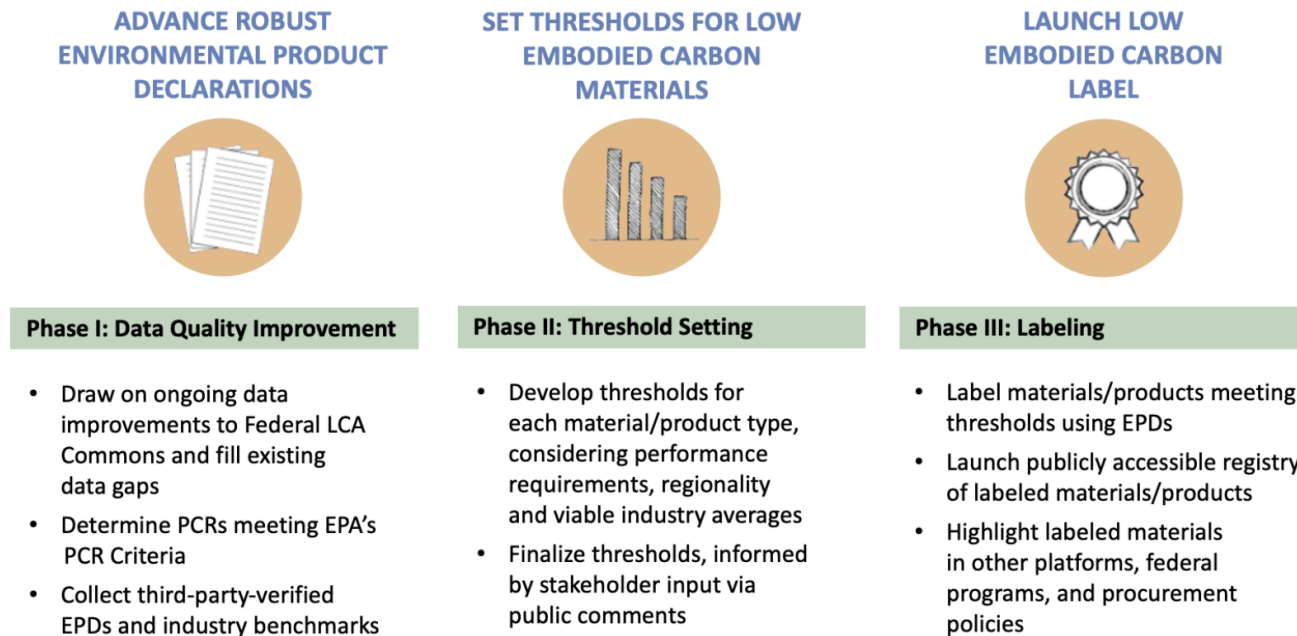 ADVANCE ROBUST
ENVIRONMENTAL PRODUCT
DECLARATIONS
Phase I: Data Quality Improvement
• Draw on ongoing data
improvements to Federal LCA
Commons and fill existing
data gaps
• Determine PCRs meeting EPA’s
PCR Criteria
• Collect third-party-verified
EPDs and industry benchmarks
SET THRESHOLDS FOR LOW
EMBODIED CARBON
MATERIALS
Phase II: Threshold Setting
• Develop thresholds for
each material/product type,
considering performance
requirements, regionality
and viable industry averages
• Finalize thresholds, informed
by stakeholder input via
public comments
LAUNCH LOW
EMBODIED CARBON
LABEL
Phase III: Labeling
• Label materials/products meeting
thresholds using EPDs
• Launch publicly accessible registry
of labeled materials/products
• Highlight labeled materials
in other platforms, federal
programs, and procurement
policies